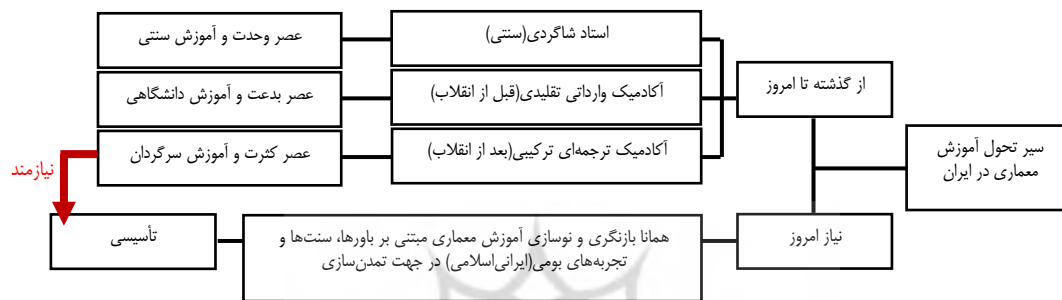 سیر تحول آموزش
معماری در ایران
از گذشته تا امروز
استاد شاگردی(سنتی)
عصر وحدت و آموزش سنتی
آکادمیک وارداتی تقلیدی(قبل از انقلاب)
عصر بدعت و آموزش دانشگاهی
آکادمیک ترجمه‌ای ترکیبی(بعد از انقلاب)
عصر کثرت و آموزش سرگردان
نیازمند
نیاز امروز
همانا بازنگری و نوسازی آموزش معماری مبتنی بر باورها، سنت‌ها و
تجربه‌های بومی(ایرانی‌اسلامی) در جهت تمدن‌سازی
تأسیسی